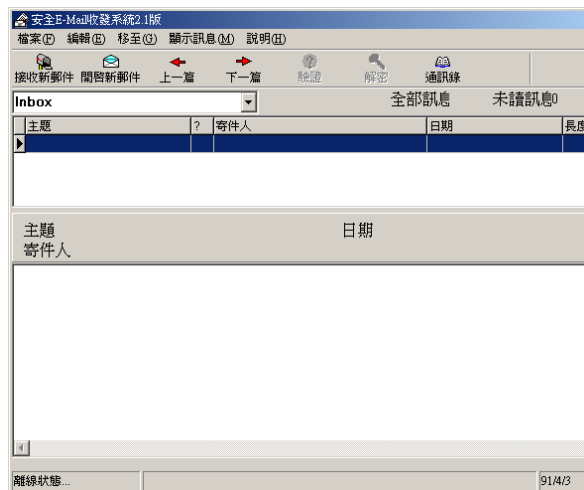 安全E-Mail收發系統2.1版
檔案(F) 編輯(E) 移至(G) 顯示訊息(M) 說明(H)
接收新郵件 開啓新郵件 上一篇 下一篇 驗證 解密 通訊錄
Inbox 全部訊息 未讀訊息0
主題 ? 寄件人 日期 長度
主題 日期
寄件人
離線狀態... 91/4/3